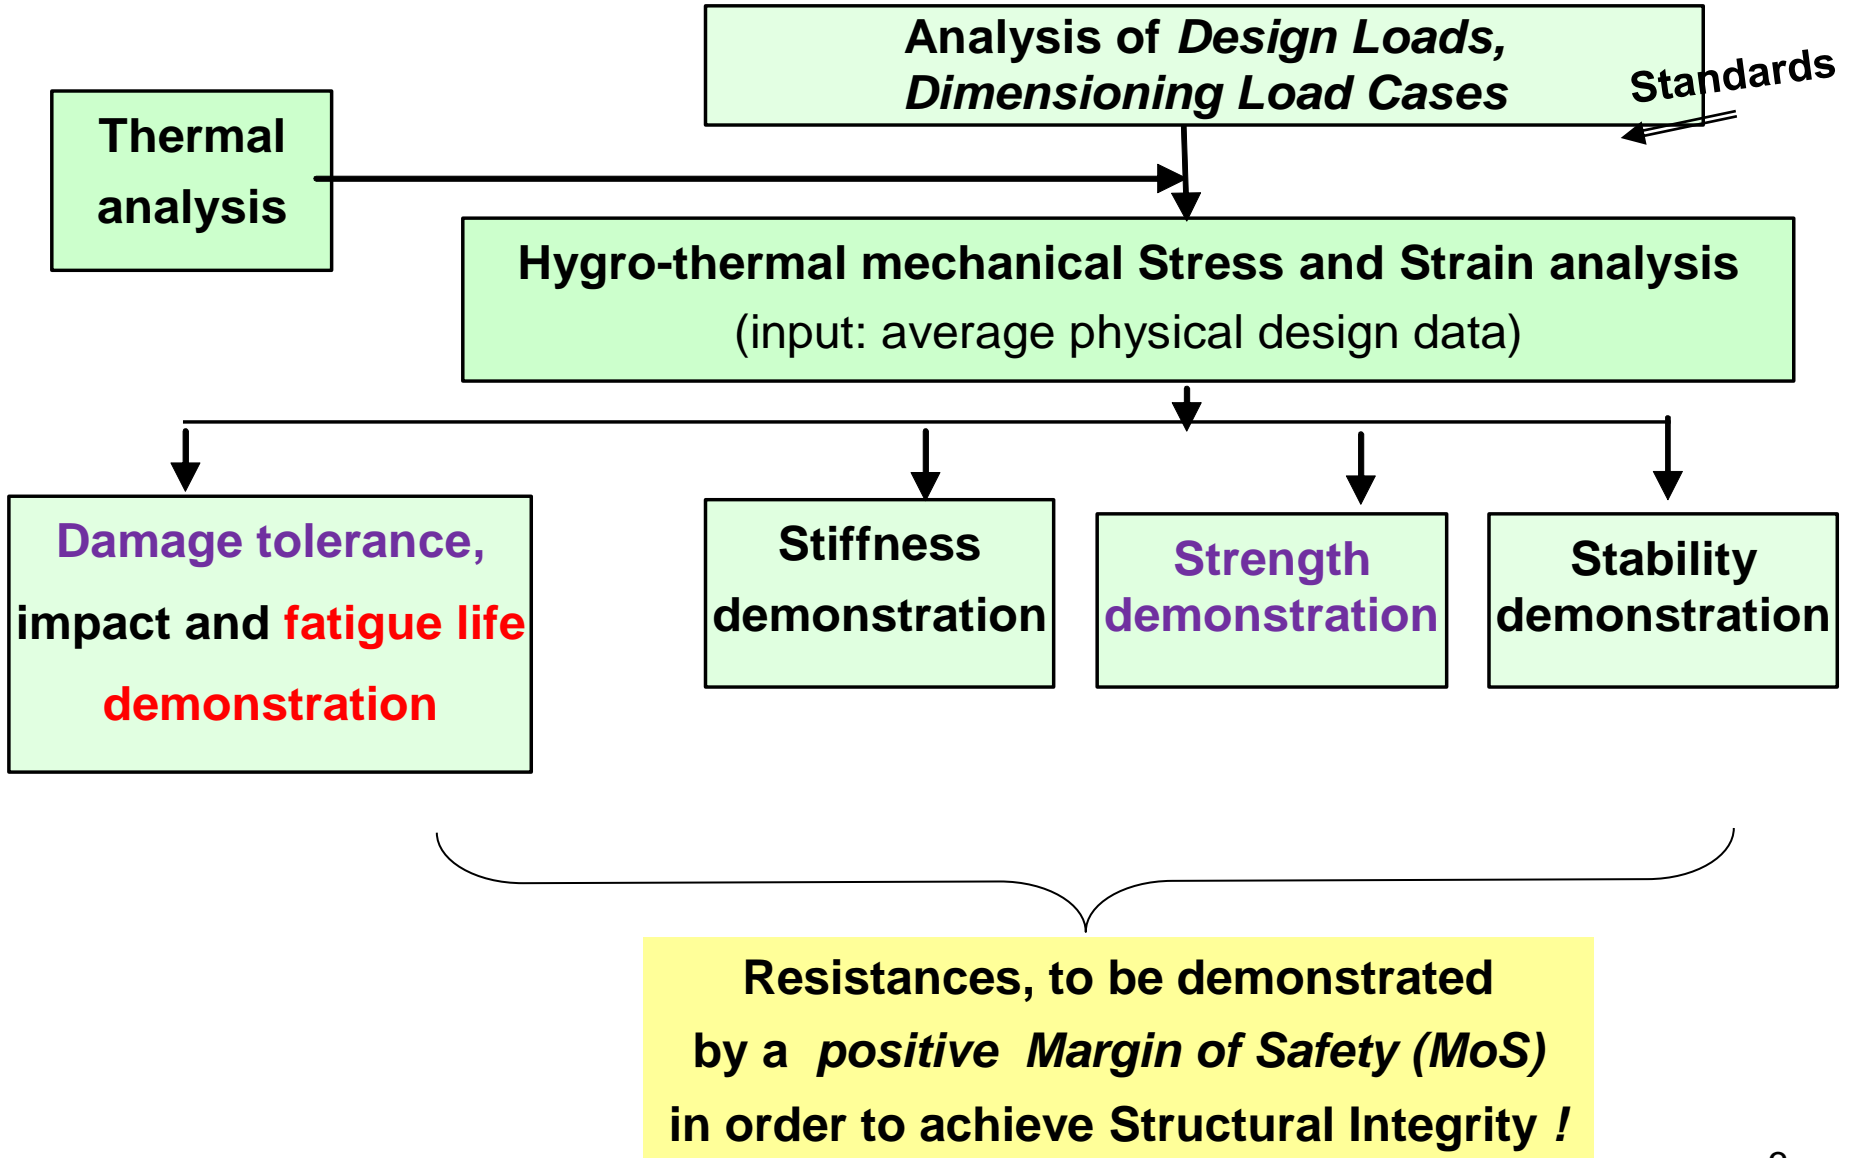 Analysis of Design Loads,
Dimensioning Load Cases
Standards
Thermal
analysis
Hygro-thermal mechanical Stress and Strain analysis
(input: average physical design data)
Damage tolerance,
impact and fatigue life
demonstration
Stiffness
demonstration
Strength
demonstration
Stability
demonstration
Resistances, to be demonstrated
by a positive Margin of Safety (MoS)
in order to achieve Structural Integrity !